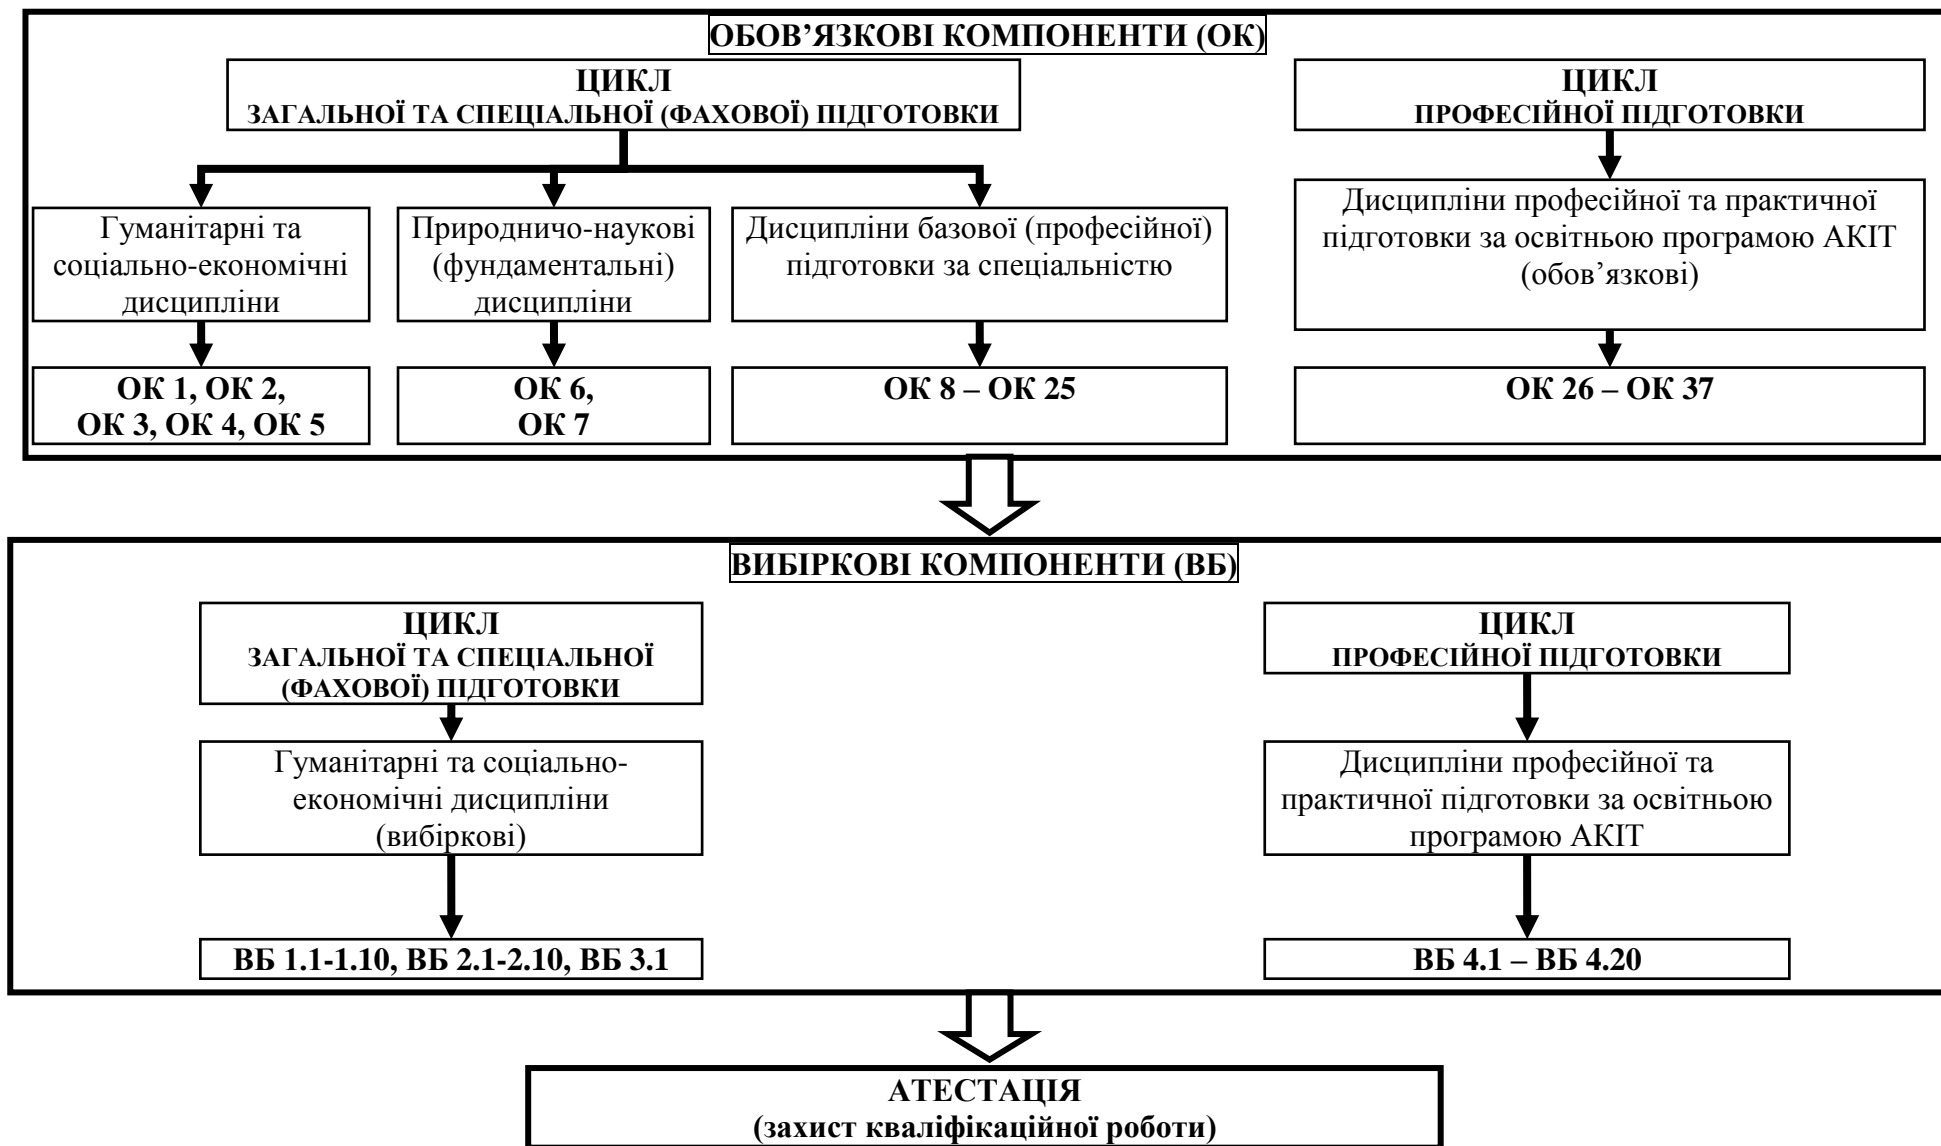 ОБОВ’ЯЗКОВІ КОМПОНЕНТИ (ОК)
ЦИКЛ
ЗАГАЛЬНОЇ ТА СПЕЦІАЛЬНОЇ (ФАХОВОЇ) ПІДГОТОВКИ
ЦИКЛ
ПРОФЕСІЙНОЇ ПІДГОТОВКИ
Гуманітарні та
соціально-економічні
дисципліни
Природничо-наукові
(фундаментальні)
дисципліни
Дисципліни базової (професійної)
підготовки за спеціальністю
Дисципліни професійної та практичної
підготовки за освітньою програмою АКІТ
(обов’язкові)
ОК 1, ОК 2,
ОК 3, ОК 4, ОК 5
ОК 6,
ОК 7
ОК 8 – ОК 25
ОК 26 – ОК 37
ВИБІРКОВІ КОМПОНЕНТИ (ВБ)
ЦИКЛ
ЗАГАЛЬНОЇ ТА СПЕЦІАЛЬНОЇ
(ФАХОВОЇ) ПІДГОТОВКИ
ЦИКЛ
ПРОФЕСІЙНОЇ ПІДГОТОВКИ
Гуманітарні та соціально-
економічні дисципліни
(вибіркові)
Дисципліни професійної та
практичної підготовки за освітньою
програмою АКІТ
ВБ 1.1-1.10, ВБ 2.1-2.10, ВБ 3.1
ВБ 4.1 – ВБ 4.20
АТЕСТАЦІЯ
(захист кваліфікаційної роботи)